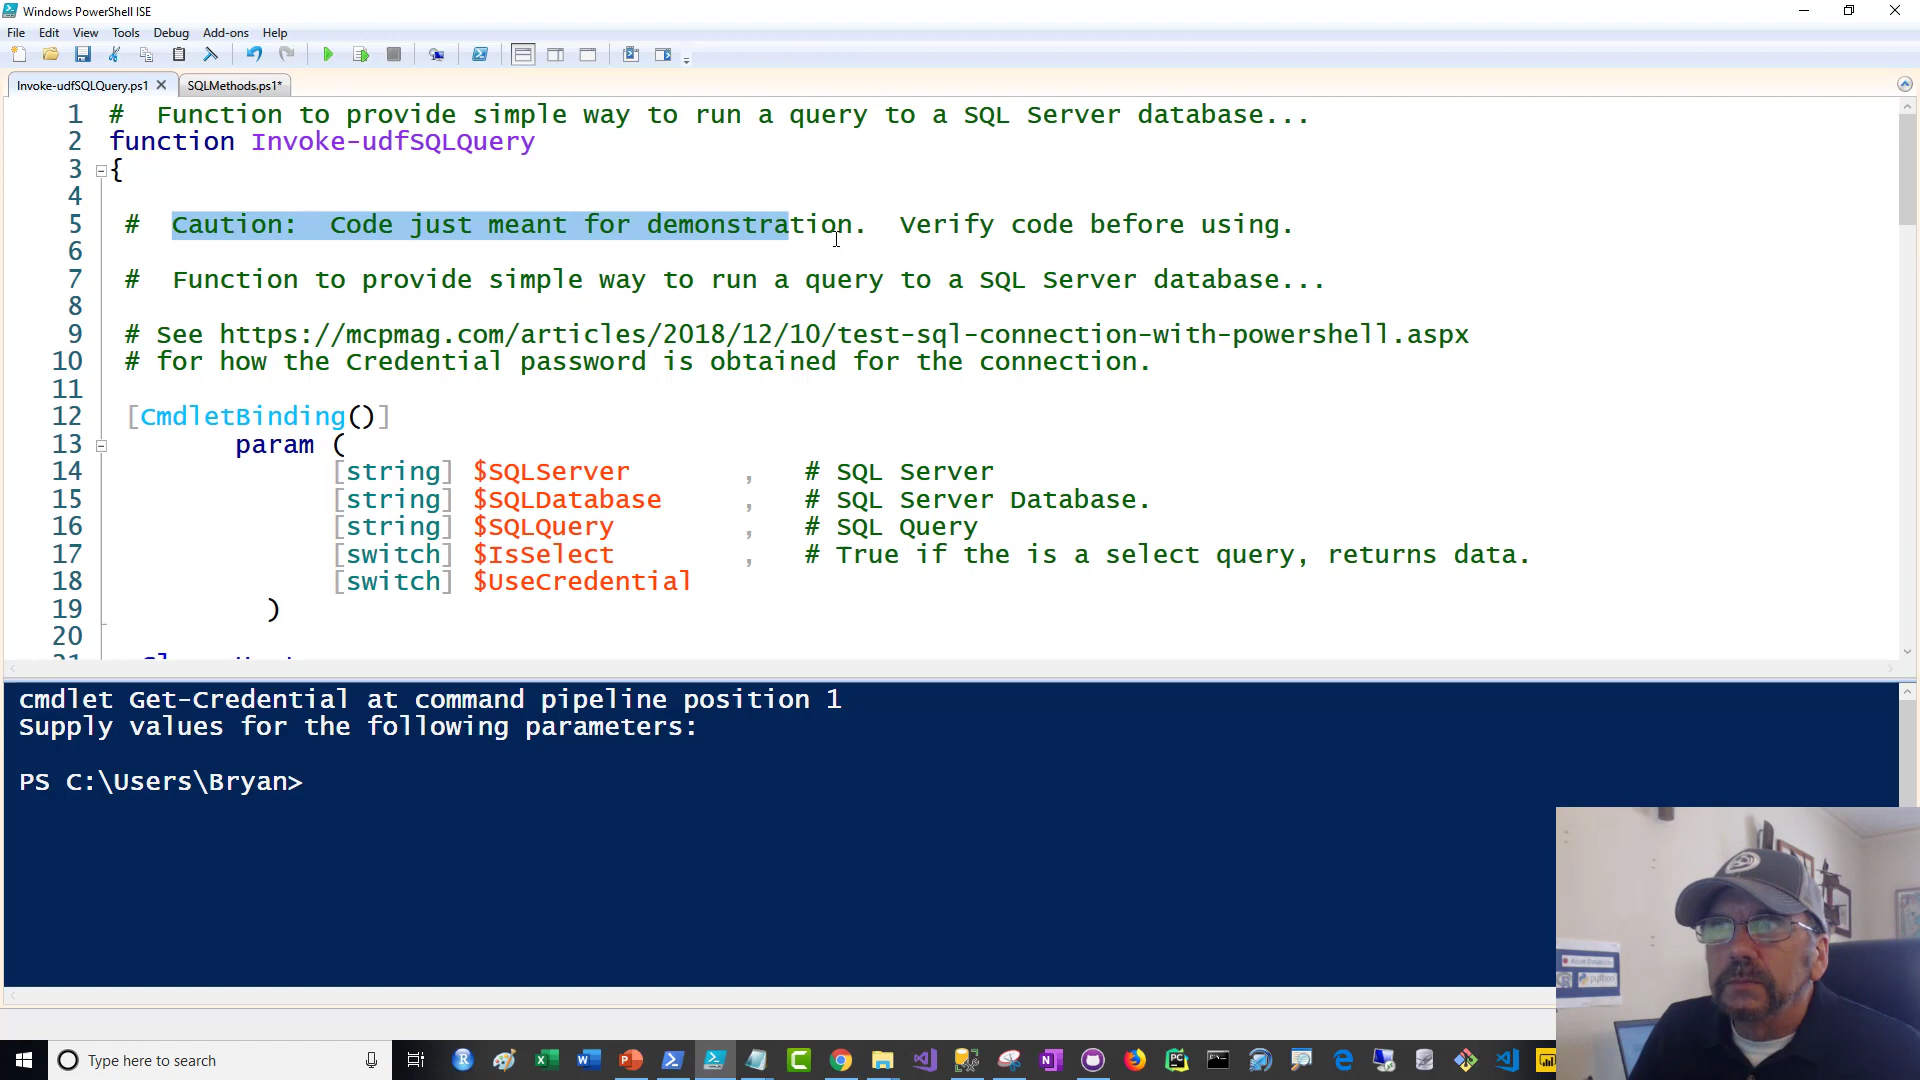 Windows PowerShell ISE
File Edit View Tools Debug Add-ons Help
Invoke-udfSQLQuery.ps1 SQLMethods.ps1*
1 # Function to provide simple way to run a query to a SQL Server database...
2 function Invoke-udfSQLQuery
3 {
4
5 # Caution: Code just meant for demonstration. Verify code before using.
6
7 # Function to provide simple way to run a query to a SQL Server database...
8
9 # See https://mcpmag.com/articles/2018/12/10/test-sql-connection-with-powershell.aspx
10 # for how the Credential password is obtained for the connection.
11
12 [CmdletBinding()]
13 param (
14 [string] $SQLServer , # SQL Server
15 [string] $SQLDatabase , # SQL Server Database.
16 [string] $SQLQuery , # SQL Query
17 [switch] $IsSelect , # True if the is a select query, returns data.
18 [switch] $UseCredential
19 )
20
cmdlet Get-Credential at command pipeline position 1
Supply values for the following parameters:
PS C:\Users\Bryan>
python
Type here to search